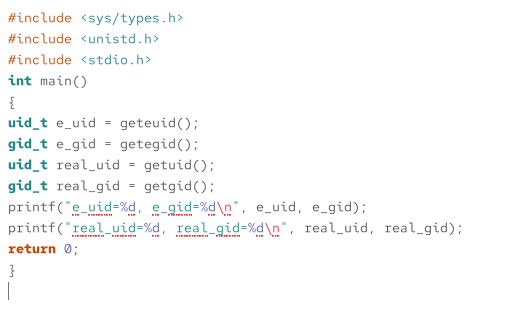 #include <sys/types.h>
#include <unistd.h>
#include <stdio.h>
int main()
{
uid_t e_uid = geteuid();
gid_t e_gid = getegid();
uid_t real_uid = getuid();
gid_t real_gid = getgid();
printf("e_uid=%d, e_gid=%d\n", e_uid, e_gid);
printf("real_uid=%d, real_gid=%d\n", real_uid, real_gid);
return 0;
}